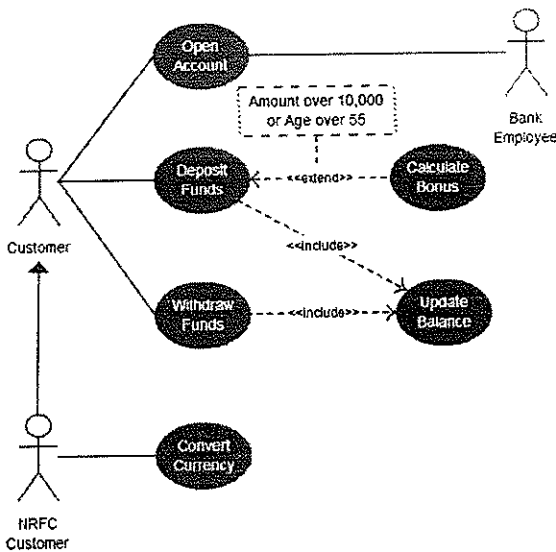 Open
Account
Amount over 10,000
or Age over 55
Bank
Employee
Deposit
Funds
<<extend>>
Calculate
Bonus
Customer
<<include>>
Withdraw
Funds
<<include>>
Update
Balance
Convert
Currency
NRFC
Customer